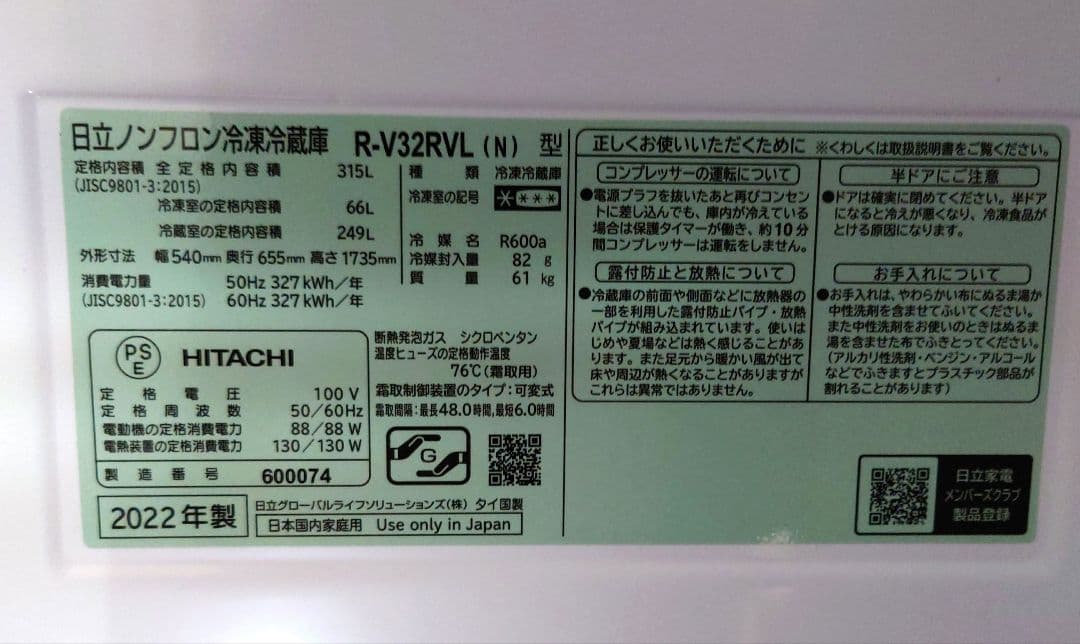 日立ノンフロン冷凍冷蔵庫 R-V32RVL (N) 型
定格内容積 全定格内容積 315L
(JISC9801-3:2015)
冷凍室の定格内容積 66L
冷蔵室の定格内容積 249L
外形寸法 幅540mm 奥行655mm 高さ1735mm
消費電力量 50Hz 327kWh/年
(JISC9801-3:2015) 60Hz 327kWh/年
種類 冷凍冷蔵庫
冷凍室の記号
冷媒名 R600a
冷媒封入量 82 g
質量 61 kg
PS
E
HITACHI
定格電圧 100V
定格周波数 50/60Hz
電動機の定格消費電力 88/88W
電熱装置の定格消費電力 130/130W
製造番号 600074
断熱発泡ガス シクロペンタン
温度ヒューズの定格動作温度
76℃(霜取用)
霜取制御装置のタイプ:可変式
霜取間隔:最長48.0時間,最短6.0時間
G
2022年製
日立グローバルライフソリューションズ(株) タイ国製
日本国内家庭用 Use only in Japan
正しくお使いいただくために ※くわしくは取扱説明書をご覧ください。
コンプレッサーの運転について
●電源プラフを抜いたあと再びコンセン
トに差し込んでも、庫内が冷えている
場合は保護タイマーが働き、約10分
間コンプレッサーは運転をしません。
露付防止と放熱について
●冷蔵庫の前面や側面などに放熱器の
一部を利用した露付防止パイプ・放熱
パイプが組み込まれています。使いは
じめや夏場などは熱く感じることがあ
ります。また足元から暖かい風が出て
床や周辺が熱くなることがありますが
これらは異常ではありません。
半ドアにご注意
●ドアは確実に閉めてください。半ドア
になると冷えが悪くなり、冷凍食品が
とける原因になります。
お手入れについて
●お手入れは、やわらかい布にぬるま湯か
中性洗剤を含ませてふいてください。
また中性洗剤をお使いのときはぬるま
湯を含ませた布でふきとってください。
(アルカリ性洗剤・ベンジン・アルコール
などでふきますとプラスチック部品が
割れることがあります)
日立家電
メンバーズクラブ
製品登録